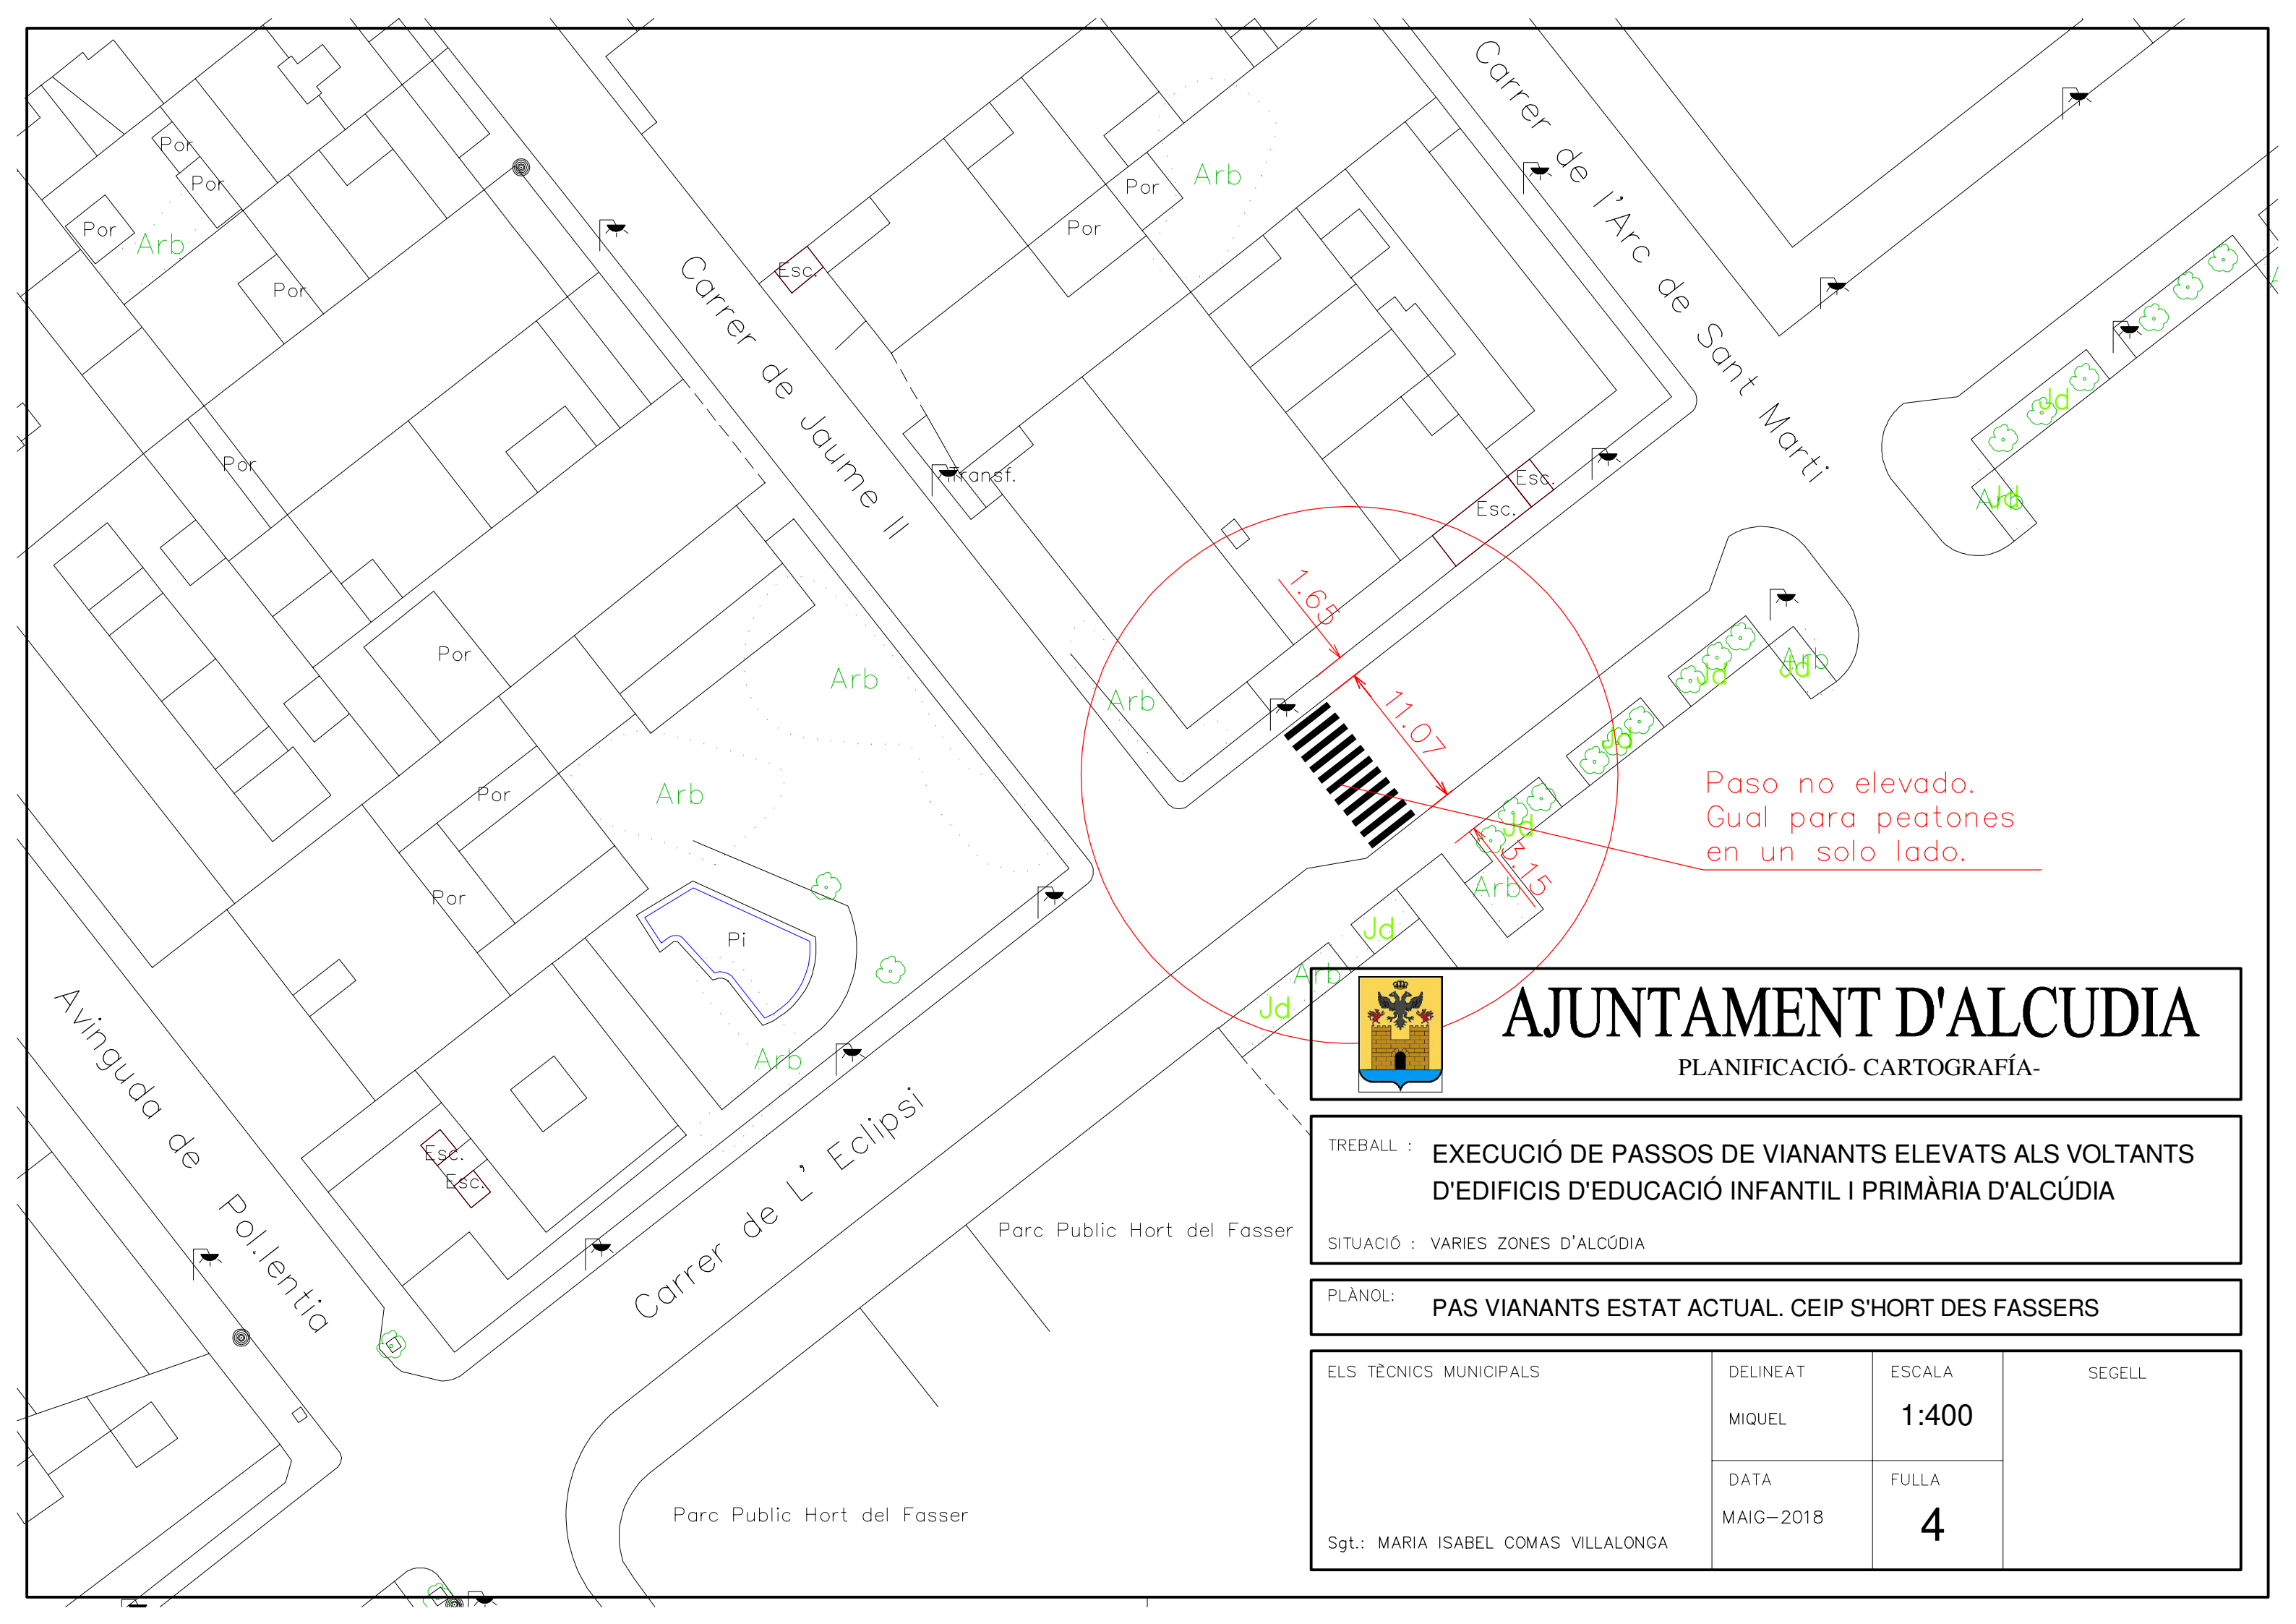 Carrer de l'Arc de Sant Marti
Por
Por
Por
Arb
Por
Por
Por
Arb
Esc.
Por
Carrer de Jaume II
Transf.
Esc.
Esc.
Jd
Arb
Jd
1.65
11.07
3.15
Por
Arb
Arb
Arb
Arb
Jd
Jd
Jd
Jd
Paso no elevado.
Gual para peatones
en un solo lado.
Por
Por
Arb
Jd
Arb
Jd
Pi
Arb
Avinguda de Pol.lentia
Esc.
Esc.
Carrer de L' Eclipsi
Parc Public Hort del Fasser
Parc Public Hort del Fasser
AJUNTAMENT D'ALCUDIA
PLANIFICACIÓ- CARTOGRAFÍA-
TREBALL : EXECUCIÓ DE PASSOS DE VIANANTS ELEVATS ALS VOLTANTS
D'EDIFICIS D'EDUCACIÓ INFANTIL I PRIMÀRIA D'ALCÚDIA
SITUACIÓ : VARIES ZONES D'ALCÚDIA
PLÀNOL: PAS VIANANTS ESTAT ACTUAL. CEIP S'HORT DES FASSERS
ELS TÈCNICS MUNICIPALS
Sgt.: MARIA ISABEL COMAS VILLALONGA
DELINEAT
MIQUEL
ESCALA
1:400
DATA
MAIG-2018
FULLA
4
SEGELL